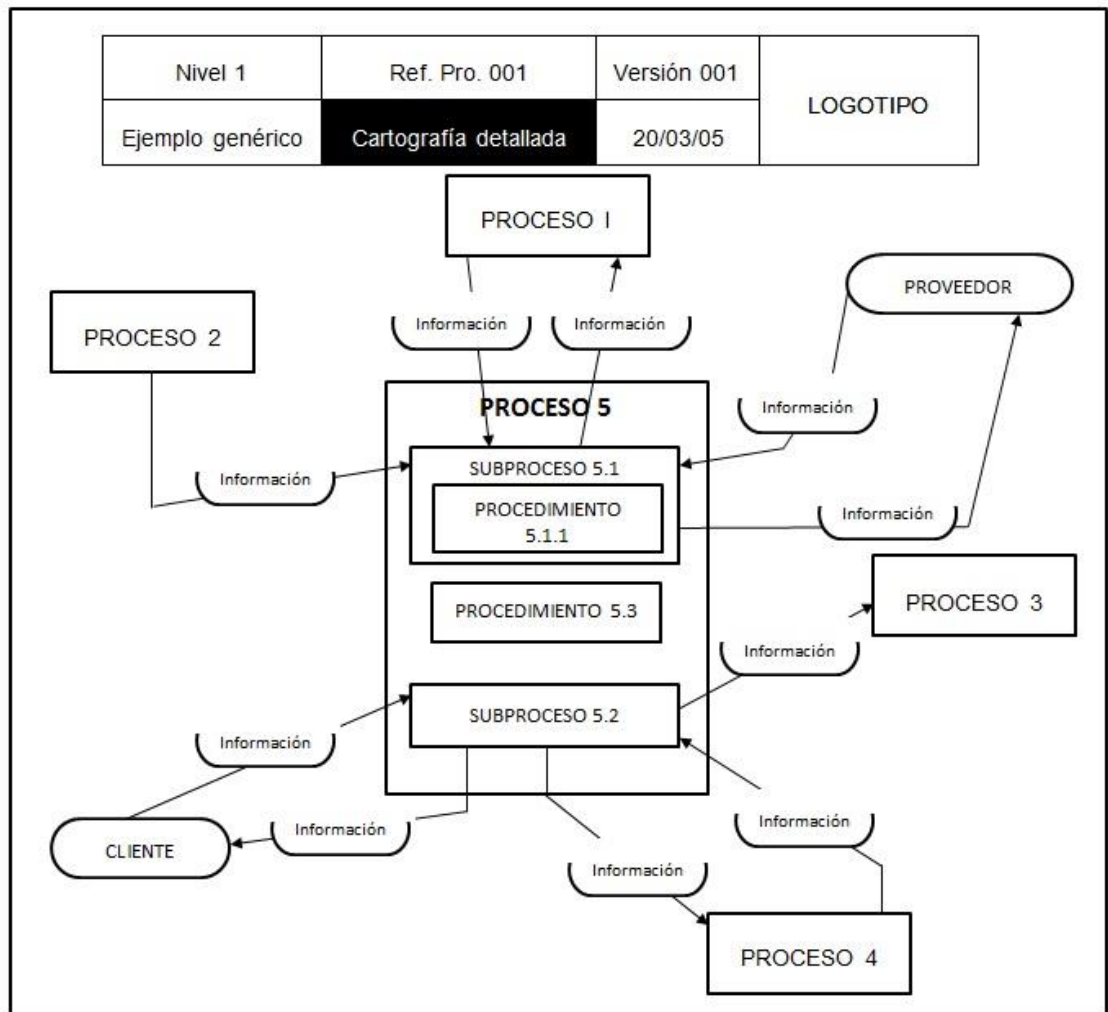 Nivel 1
Ref. Pro. 001
Versión 001
LOGOTIPO
Ejemplo genérico
Cartografía detallada
20/03/05
PROCESO I
PROVEEDOR
PROCESO 2
Información
Información
PROCESO 5
Información
SUBPROCESO 5.1
Información
PROCEDIMIENTO
5.1.1
Información
PROCEDIMIENTO 5.3
PROCESO 3
Información
SUBPROCESO 5.2
Información
Información
Información
CLIENTE
Información
PROCESO 4